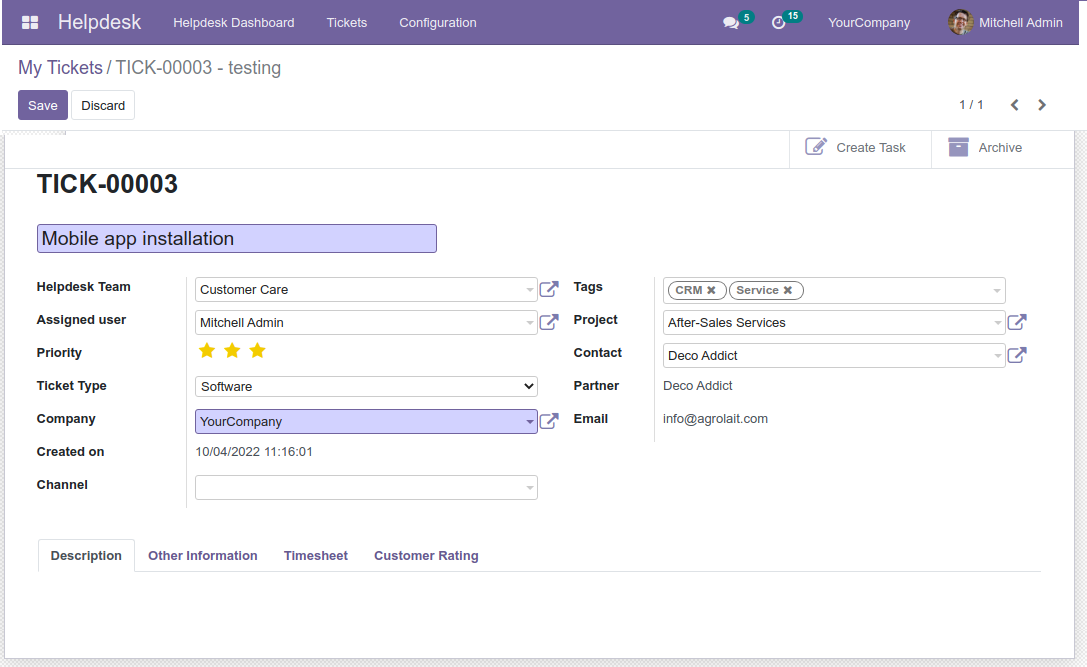 Helpdesk Helpdesk Dashboard Tickets Configuration 5 15 YourCompany Mitchell Admin
My Tickets / TICK-00003 - testing
Save Discard 1 / 1
Create Task Archive
TICK-00003
Mobile app installation
Helpdesk Team Customer Care Tags CRM ✖ Service ✖
Assigned user Mitchell Admin Project After-Sales Services
Priority Contact Deco Addict
Ticket Type Software Partner Deco Addict
Company YourCompany Email info@agrolait.com
Created on 10/04/2022 11:16:01
Channel
Description Other Information Timesheet Customer Rating